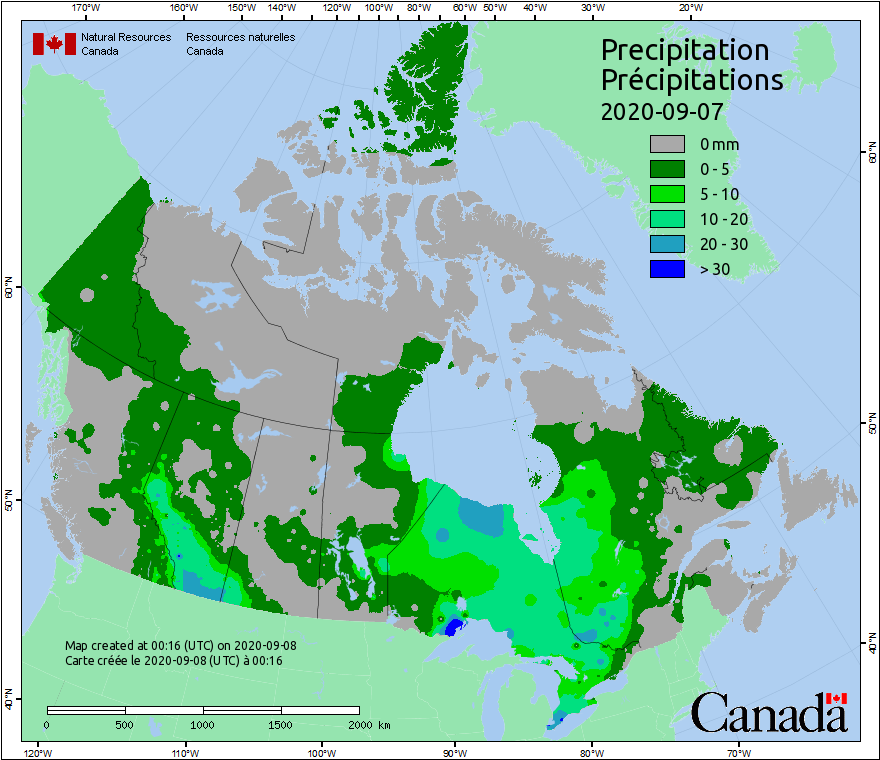 170°W 160°W 150°W 140°W 130°W 120°W 110°W 100°W 90°W 80°W 70°W 60°W 50°W 40°W 30°W 20°W
Natural Resources Ressources naturelles
Canada Canada
Precipitation
Précipitations
2020-09-07
0 mm
0 - 5
5 - 10
10 - 20
20 - 30
> 30
60°N
60°N
50°N
50°N
40°N
40°N
Map created at 00:16 (UTC) on 2020-09-08
Carte créée le 2020-09-08 (UTC) à 00:16
0 500 1000 1500 2000 km
Canada
120°W 110°W 100°W 90°W 80°W 70°W